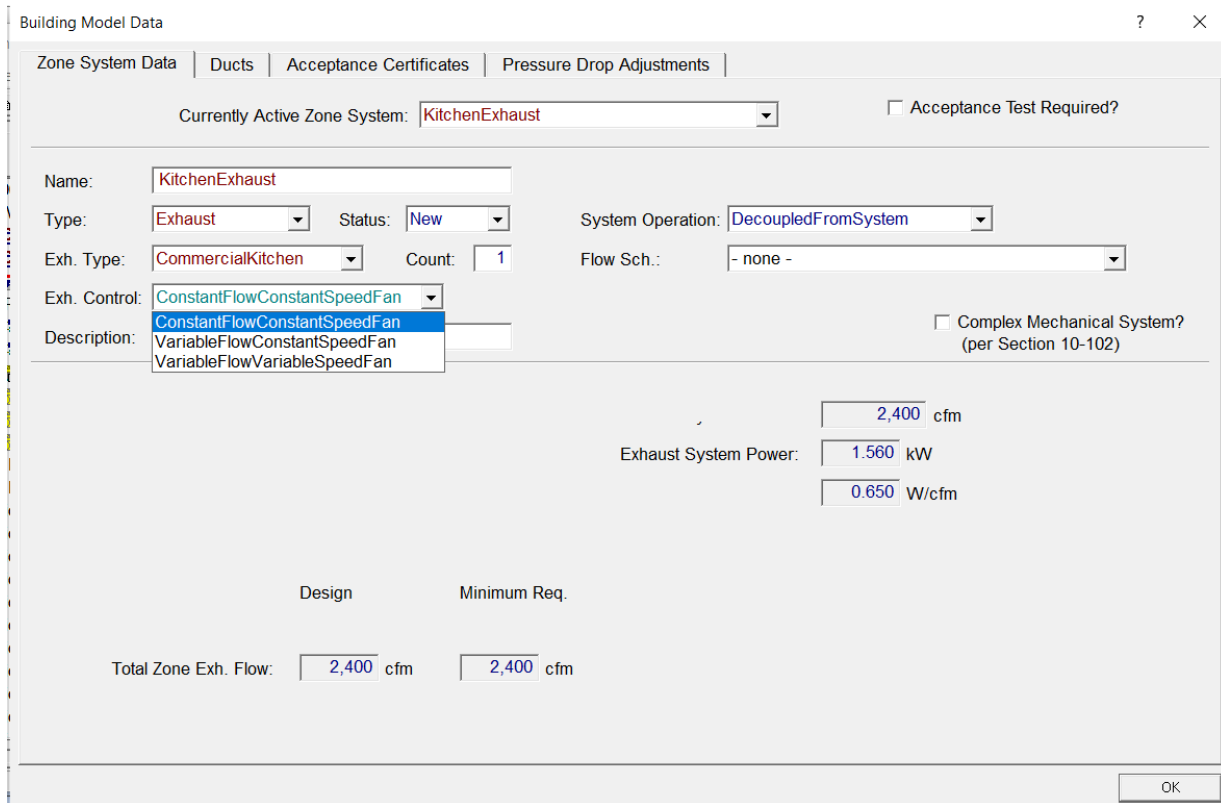 Building Model Data ?
Zone System Data Ducts Acceptance Certificates Pressure Drop Adjustments
Currently Active Zone System: KitchenExhaust Acceptance Test Required?
Name: KitchenExhaust
Type: Exhaust Status: New System Operation: DecoupledFromSystem
Exh. Type: CommercialKitchen Count: 1 Flow Sch.: - none -
Exh. Control: ConstantFlowConstantSpeedFan
ConstantFlowConstantSpeedFan
VariableFlowConstantSpeedFan
VariableFlowVariableSpeedFan
Description:
Complex Mechanical System?
(per Section 10-102)
2,400 cfm
Exhaust System Power: 1.560 kW
0.650 W/cfm
Design Minimum Req.
Total Zone Exh. Flow: 2,400 cfm 2,400 cfm
OK